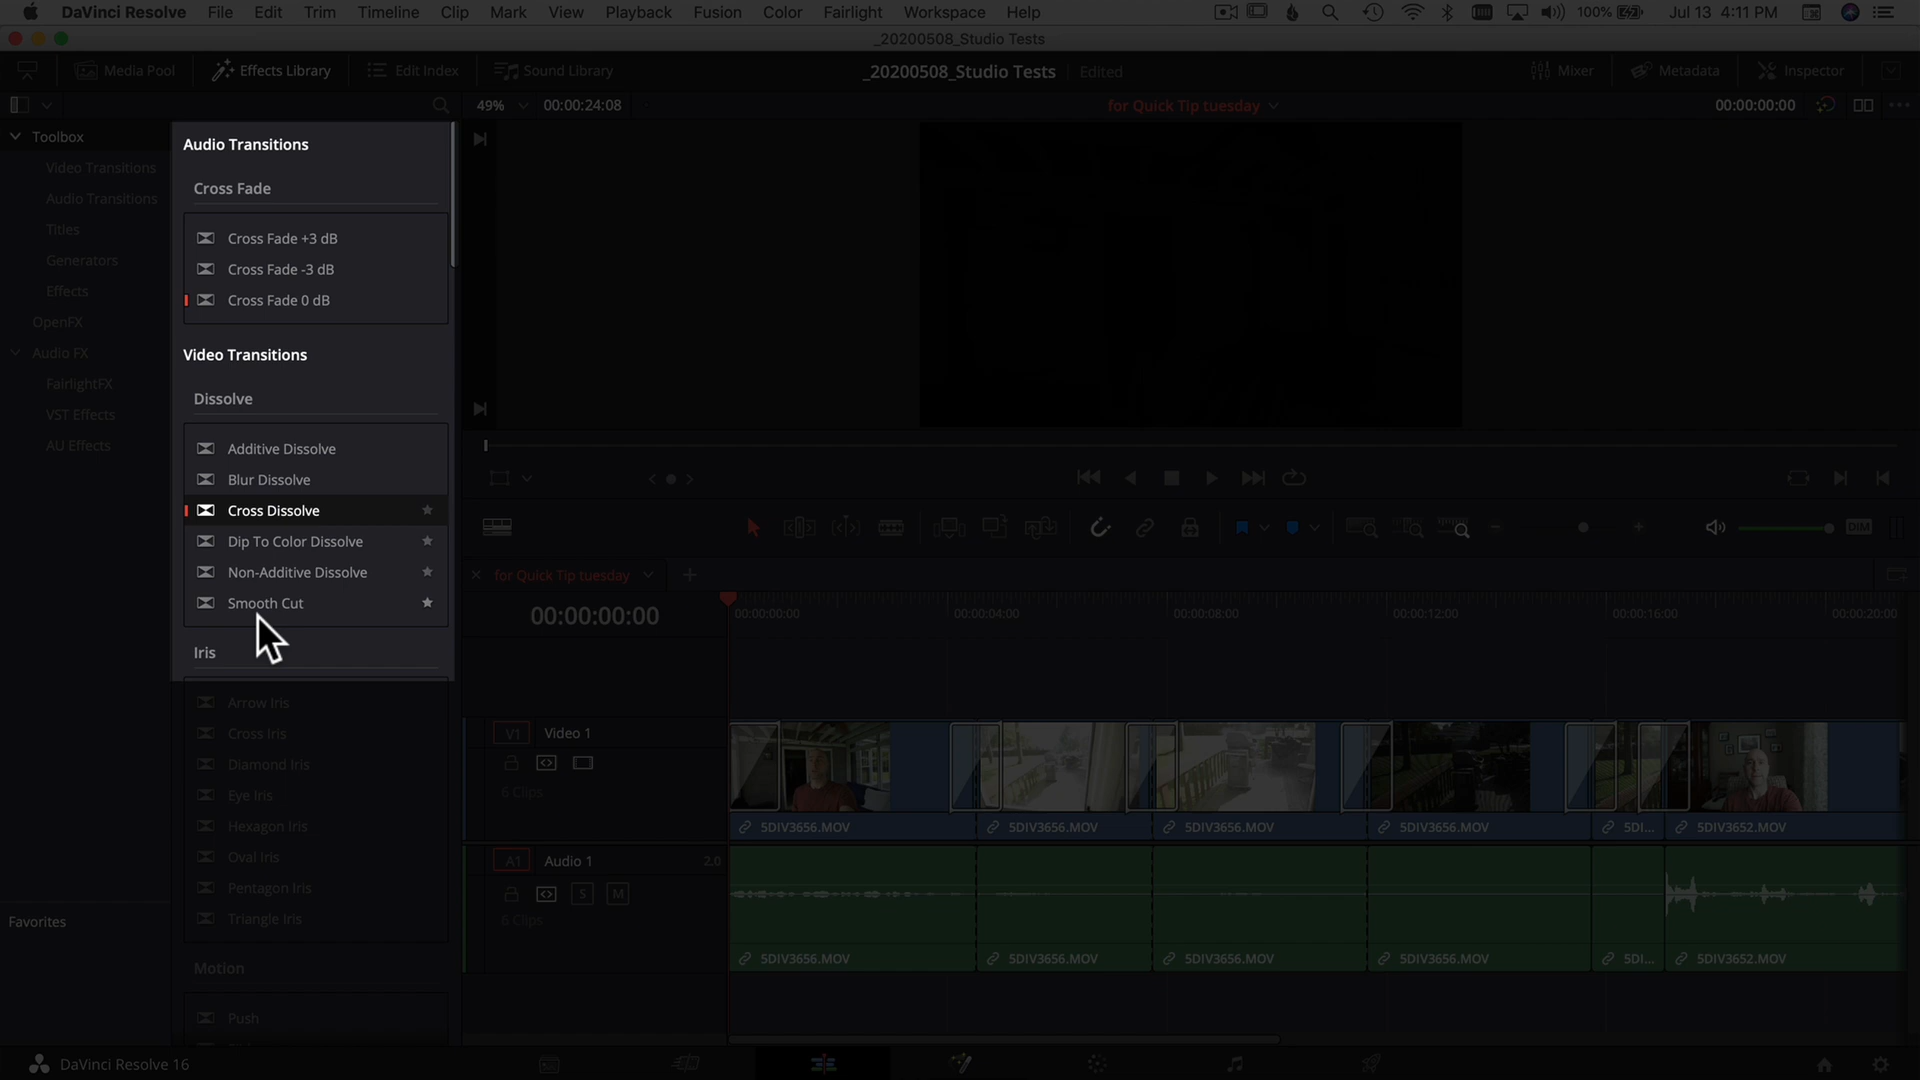 DaVinci Resolve File Edit Trim Timeline Clip Mark View Playback Fusion Color Fairlight Workspace Help 100% Jul 13 4:11 PM
_20200508_Studio Tests
Media Pool Effects Library Edit Index Sound Library _20200508_Studio Tests Edited Mixer Metadata Inspector
49% 00:00:24:08 for Quick Tip tuesday 00:00:00:00
Toolbox
Video Transitions
Audio Transitions
Titles
Generators
Effects
OpenFX
Audio FX
FairlightFX
VST Effects
AU Effects
Favorites
Audio Transitions
Cross Fade
Cross Fade +3 dB
Cross Fade -3 dB
Cross Fade 0 dB
Video Transitions
Dissolve
Additive Dissolve
Blur Dissolve
Cross Dissolve
Dip To Color Dissolve
Non-Additive Dissolve
Smooth Cut
Iris
Arrow Iris
Cross Iris
Diamond Iris
Eye Iris
Hexagon Iris
Oval Iris
Pentagon Iris
Triangle Iris
Motion
Push
DIM
for Quick Tip tuesday
00:00:00:00
00:00:00:00 00:00:04:00 00:00:08:00 00:00:12:00 00:00:16:00 00:00:20:00
V1 Video 1
6 Clips
5DIV3656.MOV 5DIV3656.MOV 5DIV3656.MOV 5DIV3656.MOV 5DI... 5DIV3652.MOV
A1 Audio 1 2.0
S M
6 Clips
5DIV3656.MOV 5DIV3656.MOV 5DIV3656.MOV 5DIV3656.MOV 5DI... 5DIV3652.MOV
DaVinci Resolve 16